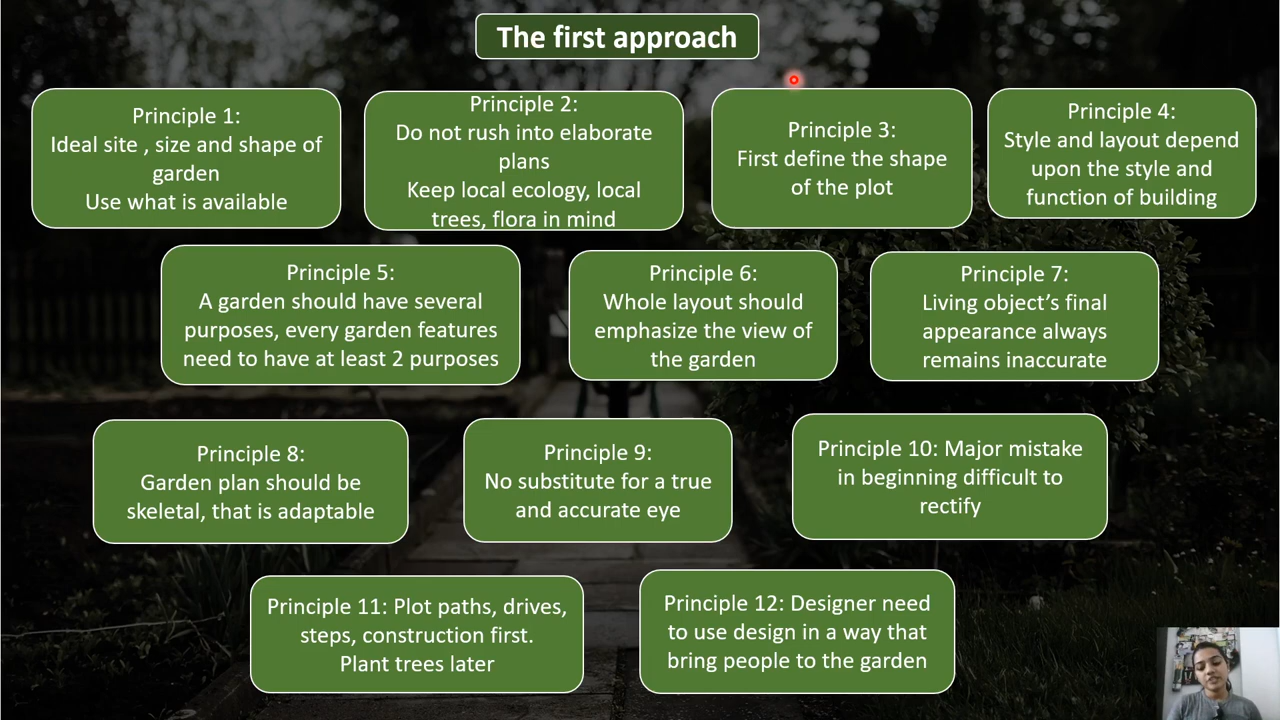 The first approach
Principle 1:
Ideal site , size and shape of
garden
Use what is available
Principle 2:
Do not rush into elaborate
plans
Keep local ecology, local
trees, flora in mind
Principle 3:
First define the shape
of the plot
Principle 4:
Style and layout depend
upon the style and
function of building
Principle 5:
A garden should have several
purposes, every garden features
need to have at least 2 purposes
Principle 6:
Whole layout should
emphasize the view of
the garden
Principle 7:
Living object’s final
appearance always
remains inaccurate
Principle 8:
Garden plan should be
skeletal, that is adaptable
Principle 9:
No substitute for a true
and accurate eye
Principle 10: Major mistake
in beginning difficult to
rectify
Principle 11: Plot paths, drives,
steps, construction first.
Plant trees later
Principle 12: Designer need
to use design in a way that
bring people to the garden